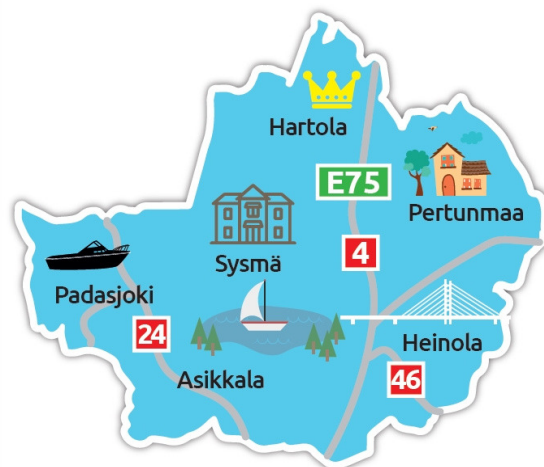 Hartola
E75
Pertunmaa
4
Sysmä
Padasjoki
24
Heinola
Asikkala
46